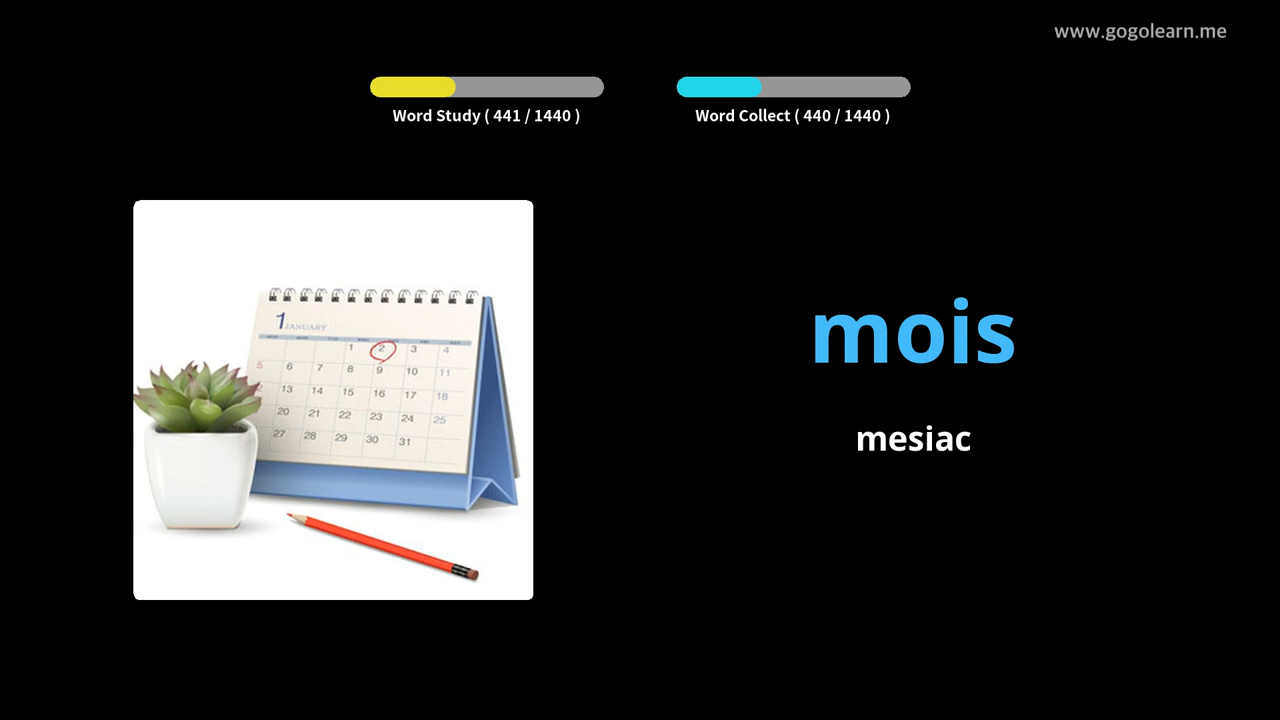 www.gogolearn.me
Word Study ( 441 / 1440 )
Word Collect ( 440 / 1440 )
mois
mesiac
1 JANUARY
1 2 3 4
5 6 7 8 9 10 11
13 14 15 16 17 18
20 21 22 23 24 25
27 28 29 30 31